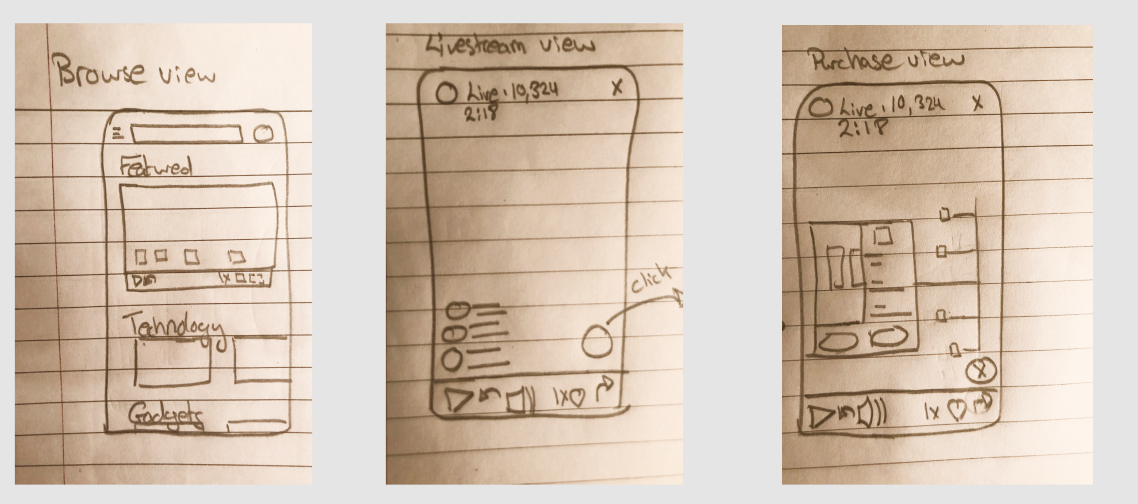 Browse view
Featured
1x
Technology
Gadgets
Livestream view
Live · 10,324 X
2:18
click
1x
Purchase view
Live · 10,324 X
2:18
X
1x